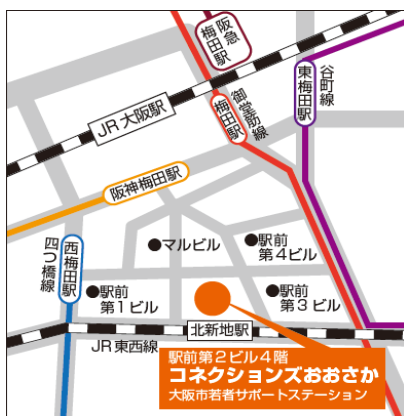 阪急
梅田駅
JR大阪駅
梅田駅
御堂筋線
東梅田駅
谷町線
阪神梅田駅
西梅田駅
四つ橋線
●マルビル
●駅前
第4ビル
●駅前
第1ビル
●駅前
第3ビル
北新地駅
JR東西線
駅前第2ビル4階
コネクションズおおさか
大阪市若者サポートステーション